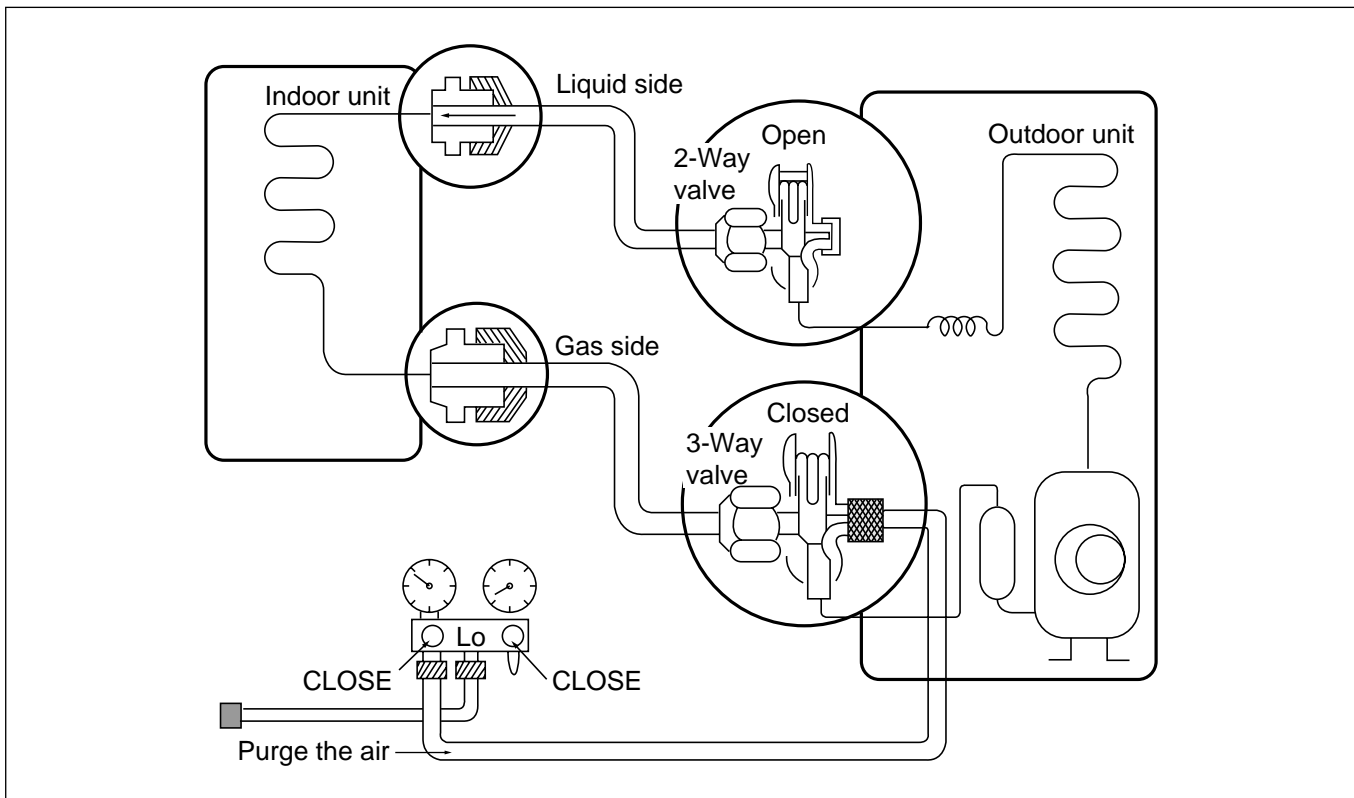 Indoor unit
Liquid side
2-Way
valve
Open
Outdoor unit
Gas side
3-Way
valve
Closed
Lo
CLOSE
CLOSE
Purge the air